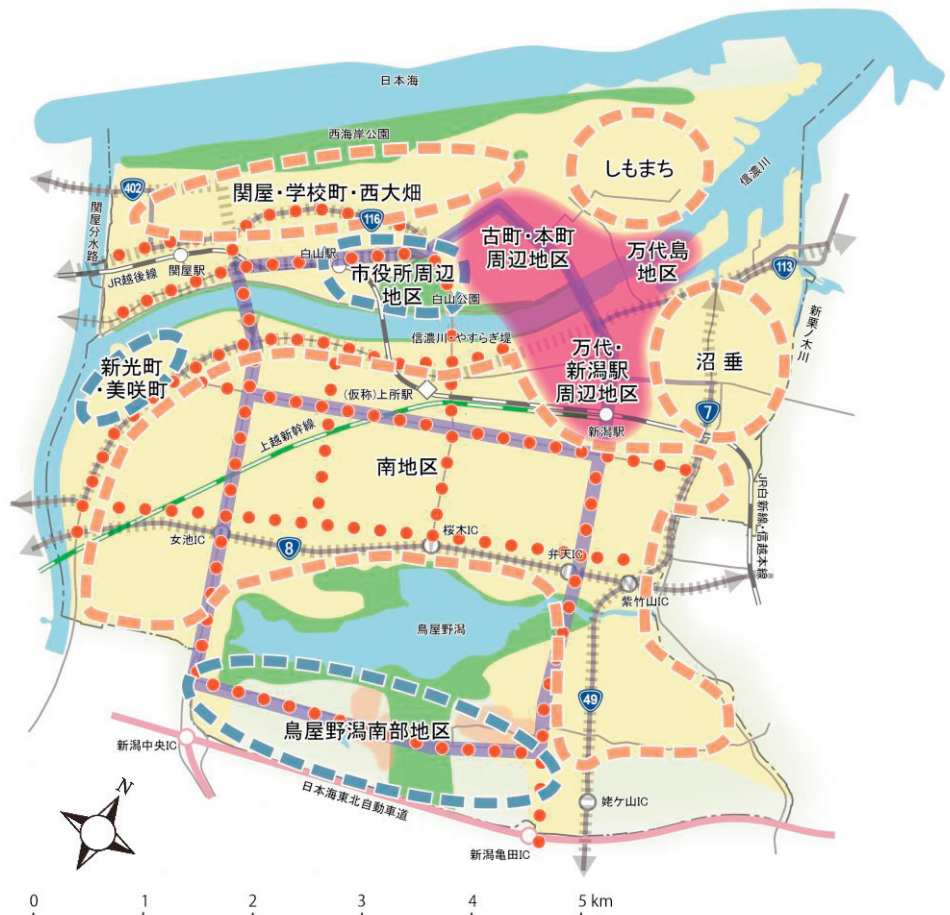 日本海
西海岸公園
しもまち
信濃川
402
関屋・学校町・西大畑
116
関屋分水路
古町・本町
周辺地区
万代島
地区
白山駅
関屋駅
JR越後線
市役所周辺
地区
白山公園
113
新栗ノ木川
信濃川・やすらぎ堤
新光町
・美咲町
万代・
新潟駅
周辺地区
沼垂
(仮称)上所駅
7
新潟駅
上越新幹線
南地区
JR白新線・信越本線
女池IC
8
桜木IC
弁天IC
紫竹山IC
鳥屋野潟
49
鳥屋野潟南部地区
新潟中央IC
日本海東北自動車道
姥ケ山IC
新潟亀田IC
N
0 1 2 3 4 5 km